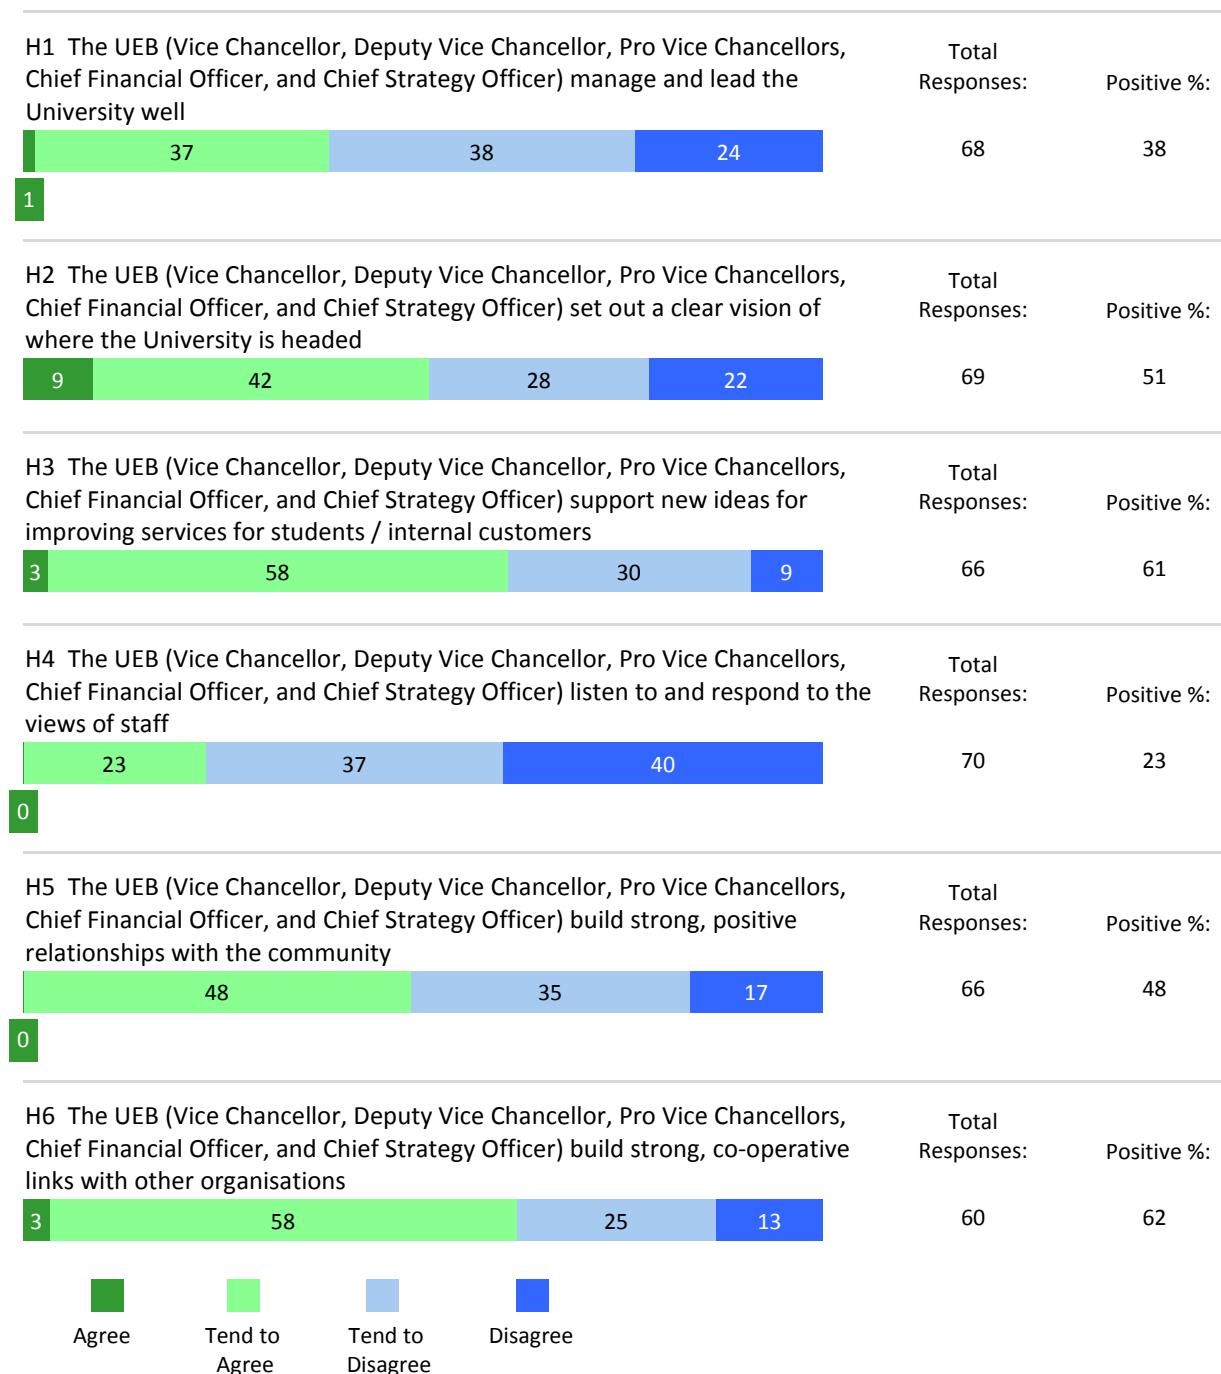 H1 The UEB (Vice Chancellor, Deputy Vice Chancellor, Pro Vice Chancellors,
Chief Financial Officer, and Chief Strategy Officer) manage and lead the
University well
Total
Responses:
Positive %:
37 38 24 68 38
1
H2 The UEB (Vice Chancellor, Deputy Vice Chancellor, Pro Vice Chancellors,
Chief Financial Officer, and Chief Strategy Officer) set out a clear vision of
where the University is headed
Total
Responses:
Positive %:
9 42 28 22 69 51
H3 The UEB (Vice Chancellor, Deputy Vice Chancellor, Pro Vice Chancellors,
Chief Financial Officer, and Chief Strategy Officer) support new ideas for
improving services for students / internal customers
Total
Responses:
Positive %:
3 58 30 9 66 61
H4 The UEB (Vice Chancellor, Deputy Vice Chancellor, Pro Vice Chancellors,
Chief Financial Officer, and Chief Strategy Officer) listen to and respond to the
views of staff
Total
Responses:
Positive %:
23 37 40 70 23
0
H5 The UEB (Vice Chancellor, Deputy Vice Chancellor, Pro Vice Chancellors,
Chief Financial Officer, and Chief Strategy Officer) build strong, positive
relationships with the community
Total
Responses:
Positive %:
48 35 17 66 48
0
H6 The UEB (Vice Chancellor, Deputy Vice Chancellor, Pro Vice Chancellors,
Chief Financial Officer, and Chief Strategy Officer) build strong, co-operative
links with other organisations
Total
Responses:
Positive %:
3 58 25 13 60 62
Agree
Tend to
Agree
Tend to
Disagree
Disagree